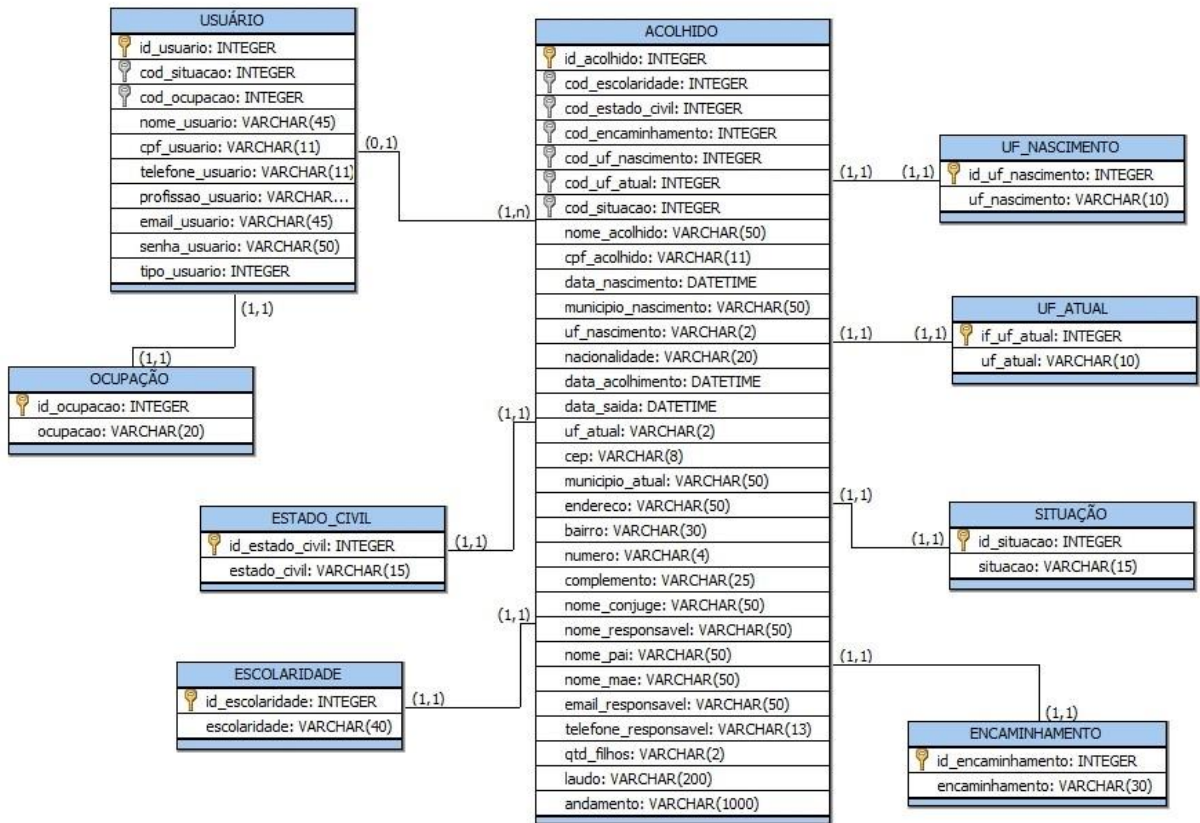 USUÁRIO
id_usuario: INTEGER
cod_situacao: INTEGER
cod_ocupacao: INTEGER
nome_usuario: VARCHAR(45)
cpf_usuario: VARCHAR(11)
telefone_usuario: VARCHAR(11)
profissao_usuario: VARCHAR...
email_usuario: VARCHAR(45)
senha_usuario: VARCHAR(50)
tipo_usuario: INTEGER
(0,1)
(1,n)
(1,1)
(1,1)
OCUPAÇÃO
id_ocupacao: INTEGER
ocupacao: VARCHAR(20)
(1,1)
ESTADO_CIVIL
id_estado_civil: INTEGER
estado_civil: VARCHAR(15)
(1,1)
(1,1)
ESCOLARIDADE
id_escolaridade: INTEGER
escolaridade: VARCHAR(40)
(1,1)
ACOLHIDO
id_acolhido: INTEGER
cod_escolaridade: INTEGER
cod_estado_civil: INTEGER
cod_encaminhamento: INTEGER
cod_uf_nascimento: INTEGER
cod_uf_atual: INTEGER
cod_situacao: INTEGER
nome_acolhido: VARCHAR(50)
cpf_acolhido: VARCHAR(11)
data_nascimento: DATETIME
municipio_nascimento: VARCHAR(50)
uf_nascimento: VARCHAR(2)
nacionalidade: VARCHAR(20)
data_acolhimento: DATETIME
data_saida: DATETIME
uf_atual: VARCHAR(2)
cep: VARCHAR(8)
municipio_atual: VARCHAR(50)
endereco: VARCHAR(50)
bairro: VARCHAR(30)
numero: VARCHAR(4)
complemento: VARCHAR(25)
nome_conjuge: VARCHAR(50)
nome_responsavel: VARCHAR(50)
nome_pai: VARCHAR(50)
nome_mae: VARCHAR(50)
email_responsavel: VARCHAR(50)
telefone_responsavel: VARCHAR(13)
qtd_filhos: VARCHAR(2)
laudo: VARCHAR(200)
andamento: VARCHAR(1000)
(1,1)
(1,1)
UF_NASCIMENTO
id_uf_nascimento: INTEGER
uf_nascimento: VARCHAR(10)
(1,1)
(1,1)
UF_ATUAL
if_uf_atual: INTEGER
uf_atual: VARCHAR(10)
(1,1)
(1,1)
SITUAÇÃO
id_situacao: INTEGER
situacao: VARCHAR(15)
(1,1)
(1,1)
ENCAMINHAMENTO
id_encaminhamento: INTEGER
encaminhamento: VARCHAR(30)